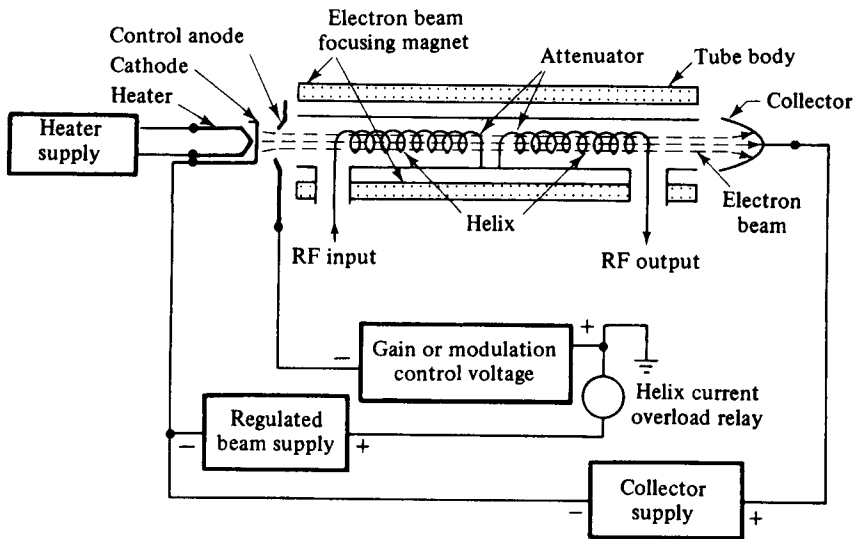 Electron beam
focusing magnet
Control anode
Cathode
Heater
Attenuator
Tube body
Collector
Heater
supply
Electron
beam
Helix
RF input
RF output
+
−
Gain or modulation
control voltage
Helix current
overload relay
Regulated
beam supply
−
+
Collector
supply
−
+